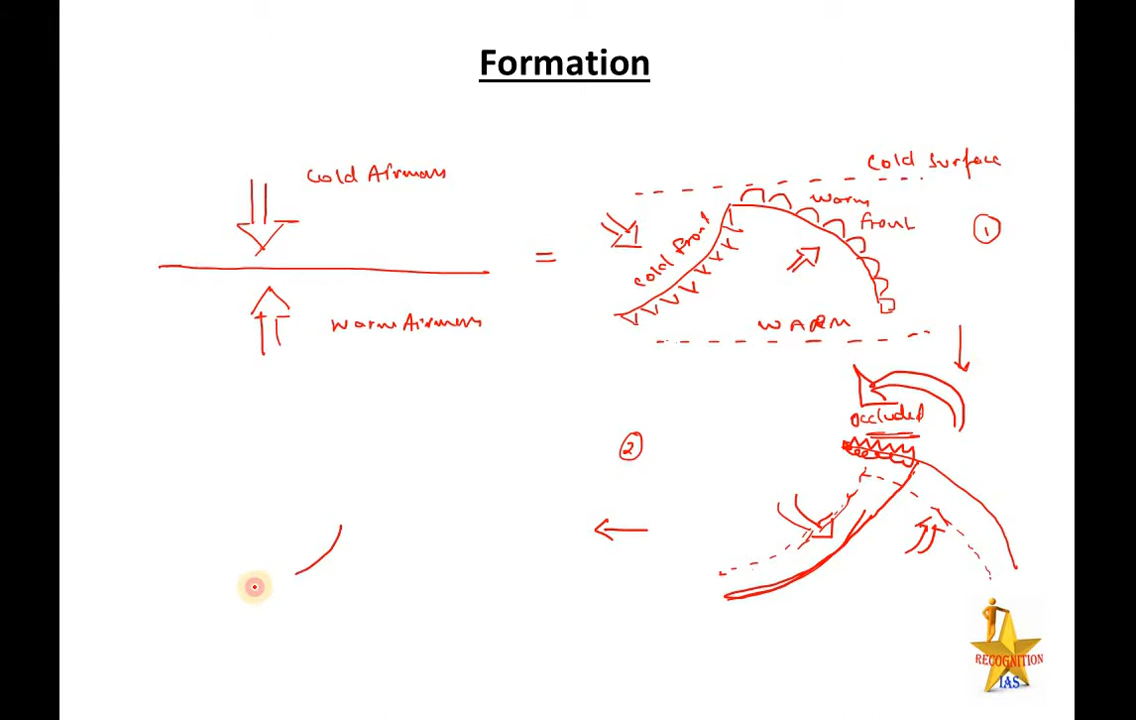 Formation
Cold Airmass
Warm Airmass
=
Cold Surface
Warm
front
Cold front
WARM
1
Occluded
2
RECOGNITION
IAS